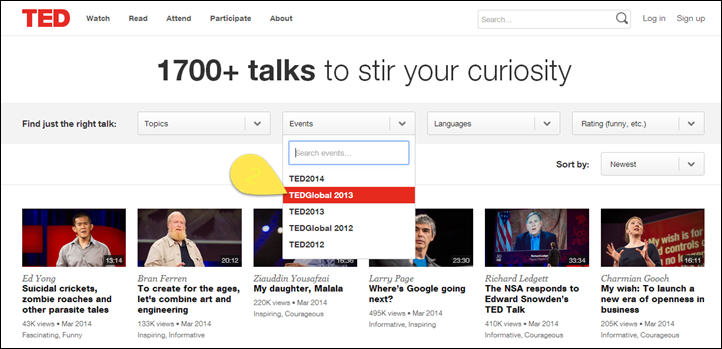 TED
Watch Read Attend Participate About
Search...
Log in Sign up
1700+ talks to stir your curiosity
Find just the right talk:
Topics
Events
Languages
Rating (funny, etc.)
Search events...
TED2014
TEDGlobal 2013
TED2013
TEDGlobal 2012
TED2012
Sort by:
Newest
13:14
Ed Yong
Suicidal crickets,
zombie roaches and
other parasite tales
43K views • Mar 2014
Fascinating, Funny
20:12
Bran Ferren
To create for the ages,
let's combine art and
engineering
133K views • Mar 2014
Inspiring, Informative
16:36
Ziauddin Yousafzai
My daughter, Malala
220K views • Mar 2014
Inspiring, Courageous
Larry Page
Where's Google going
next?
495K views • Mar 2014
Informative, Inspiring
33:19
Richard Ledgett
The NSA responds to
Edward Snowden's
TED Talk
410K views • Mar 2014
Informative, Courageous
My wish is for
16:11
Charmian Gooch
My wish: To launch a
new era of openness in
business
205K views • Mar 2014
Informative, Courageous